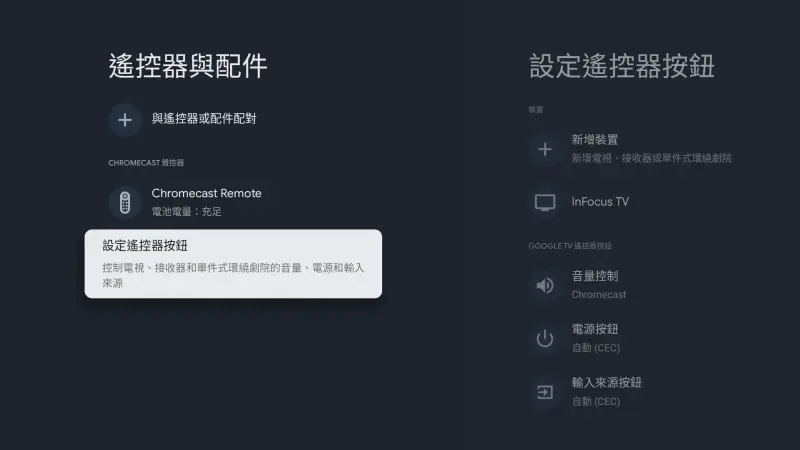 遙控器與配件
與遙控器或配件配對
CHROMECAST 聲控器
Chromecast Remote
電池電量：充足
設定遙控器按鈕
控制電視、接收器和單件式環繞劇院的音量、電源和輸入
來源
設定遙控器按鈕
裝置
新增裝置
新增電視、接收器或單件式環繞劇院
InFocus TV
GOOGLE TV 遙控器按鈕
音量控制
Chromecast
電源按鈕
自動 (CEC)
輸入來源按鈕
自動 (CEC)